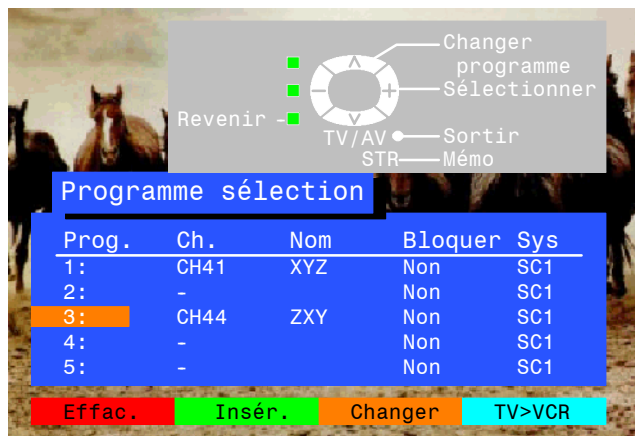 Changer
programme
Sélectionner
Revenir
TV/AV Sortir
STR Mémo
Programme sélection
Prog. Ch. Nom Bloquer Sys
1: CH41 XYZ Non SC1
2: - Non SC1
3: CH44 ZXY Non SC1
4: - Non SC1
5: - Non SC1
Effac. Insér. Changer TV>VCR